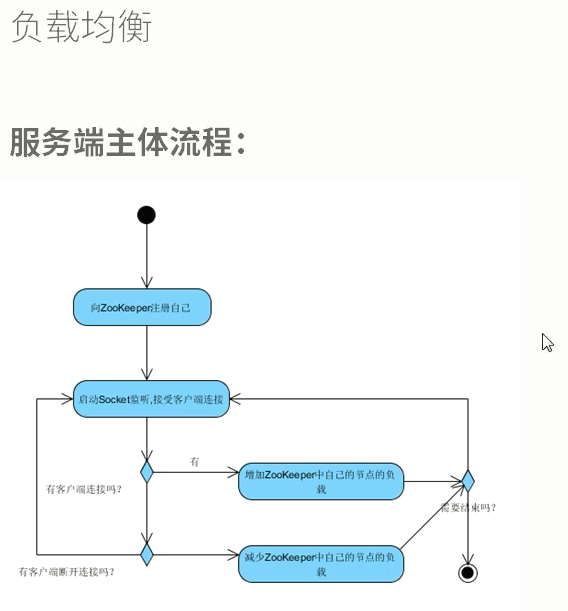 负载均衡
服务端主体流程：
向ZooKeeper注册自己
启动Socket监听,接受客户端连接
有
增加ZooKeeper中自己的节点的负
载
有客户端连接吗？
需要结束吗？
减少ZooKeeper中自己的节点的负
载
有客户端断开连接吗？